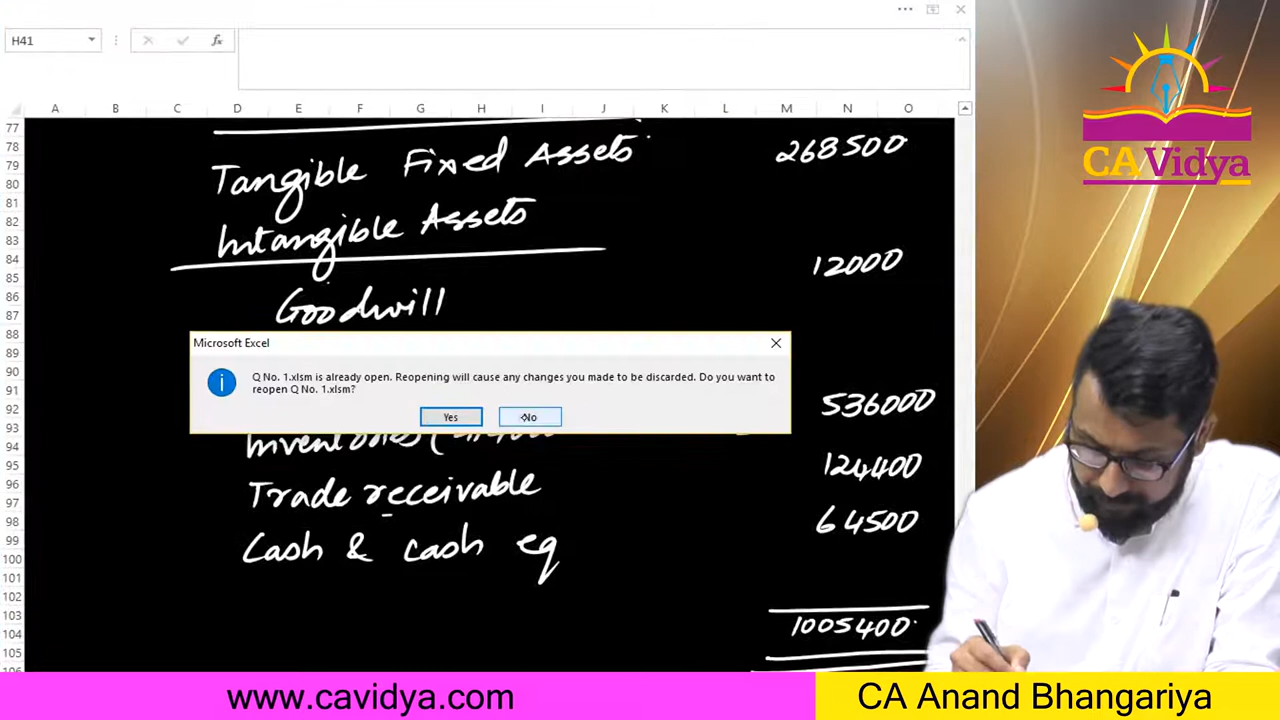 H41
fx
A B C D E F G H I J K L M N O
77
78
79
80
81
82
83
84
85
86
87
88
89
90
91
92
93
94
95
96
97
98
99
100
101
102
103
104
105
Tangible Fixed Assets 268500
Intangible Assets
12000
Goodwill
Microsoft Excel
Q No. 1.xlsm is already open. Reopening will cause any changes you made to be discarded. Do you want to
reopen Q No. 1.xlsm?
Yes No
536000
Inventories (
Trade receivable 124400
Cash & cash eq 64500
1005400
CA Vidya
www.cavidya.com
CA Anand Bhangariya